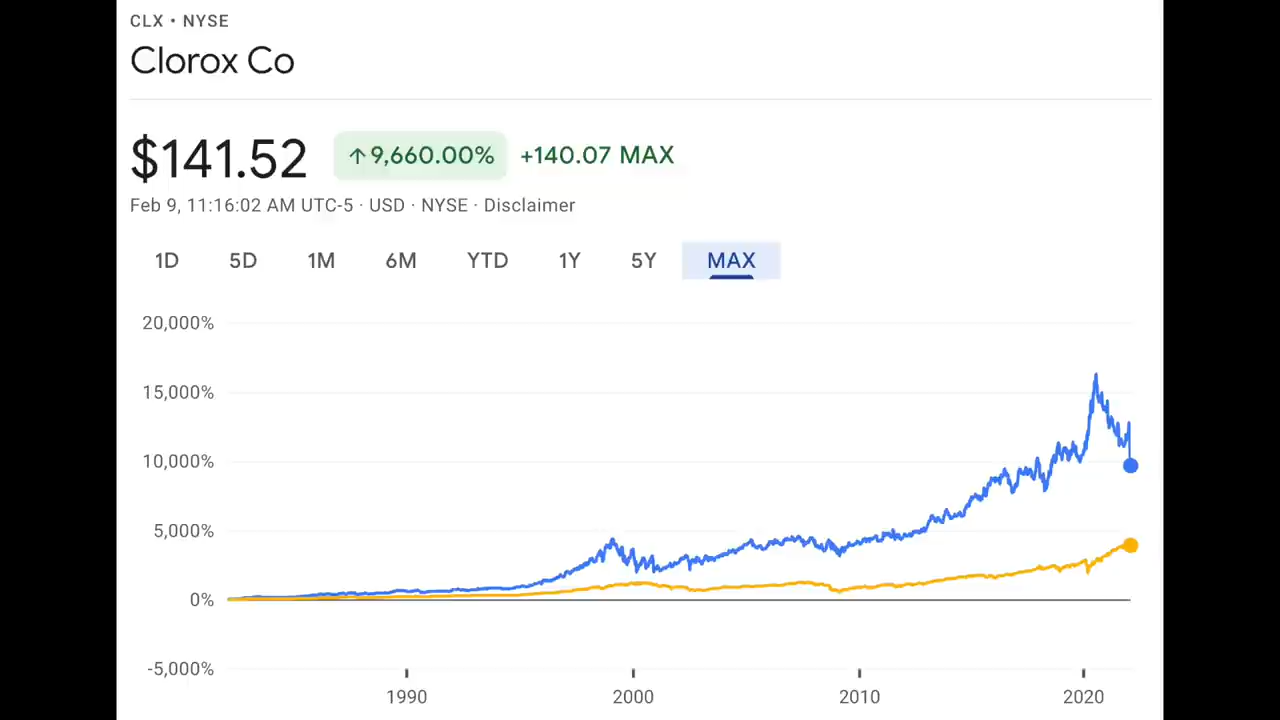 CLX • NYSE
Clorox Co
$141.52 ↑9,660.00% +140.07 MAX
Feb 9, 11:16:02 AM UTC-5 · USD · NYSE · Disclaimer
1D 5D 1M 6M YTD 1Y 5Y MAX
20,000%
15,000%
10,000%
5,000%
0%
-5,000%
1990 2000 2010 2020